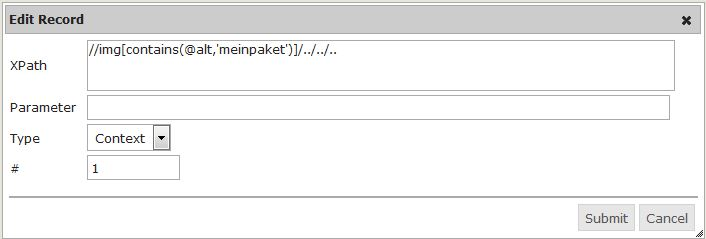 Edit Record
XPath
//img[contains(@alt,'meinpaket')]/../../..
Parameter
Type Context
# 1
Submit Cancel